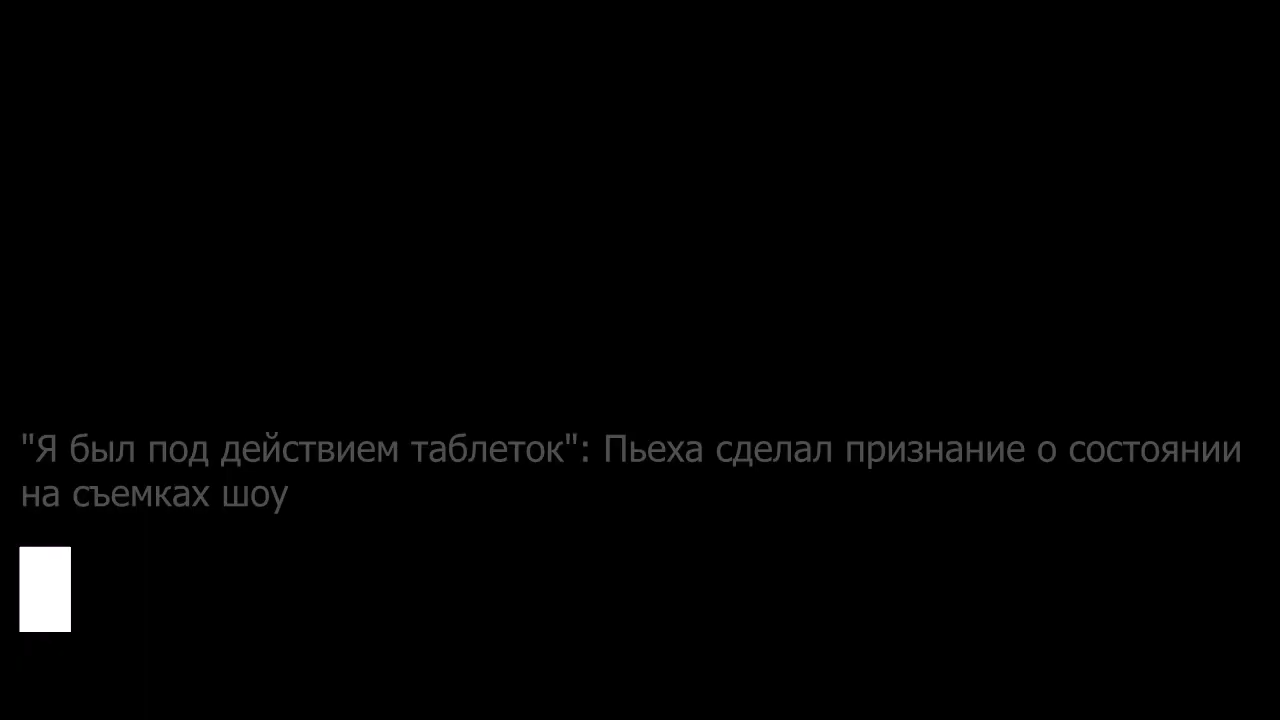 "Я был под действием таблеток": Пьеха сделал признание о состоянии
на съемках шоу